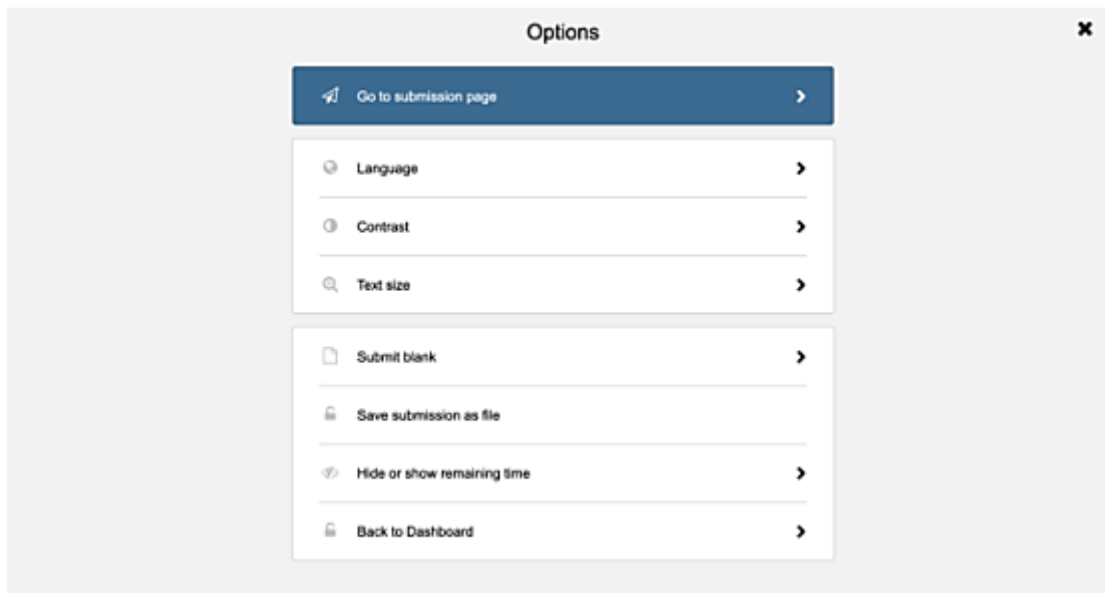 Options
Go to submission page
Language
Contrast
Text size
Submit blank
Save submission as file
Hide or show remaining time
Back to Dashboard